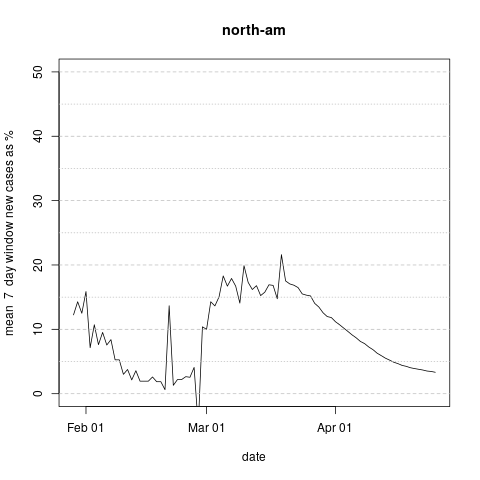 north-am
mean 7 day window new cases as %
50
40
30
20
10
0
Feb 01
Mar 01
Apr 01
date